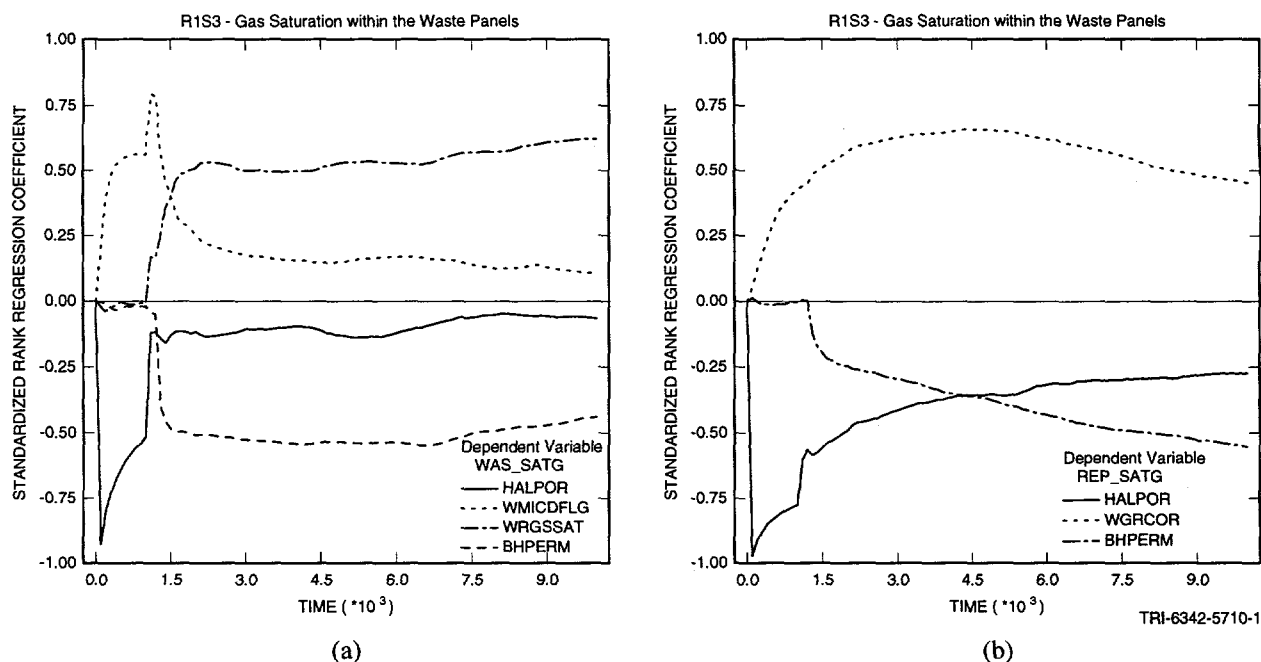 R1S3 - Gas Saturation within the Waste Panels
STANDARDIZED RANK REGRESSION COEFFICIENT
1.00
0.75
0.50
0.25
0.00
-0.25
-0.50
-0.75
-1.00
Dependent Variable
WAS_SATG
HALPOR
WMICDFLG
WRGSSAT
BHPERM
0.0 1.5 3.0 4.5 6.0 7.5 9.0
TIME ( *10 3 )
(a)
R1S3 - Gas Saturation within the Waste Panels
STANDARDIZED RANK REGRESSION COEFFICIENT
1.00
0.75
0.50
0.25
0.00
-0.25
-0.50
-0.75
-1.00
Dependent Variable
REP_SATG
HALPOR
WGRCOR
BHPERM
0.0 1.5 3.0 4.5 6.0 7.5 9.0
TIME ( *10 3 )
TRI-6342-5710-1
(b)